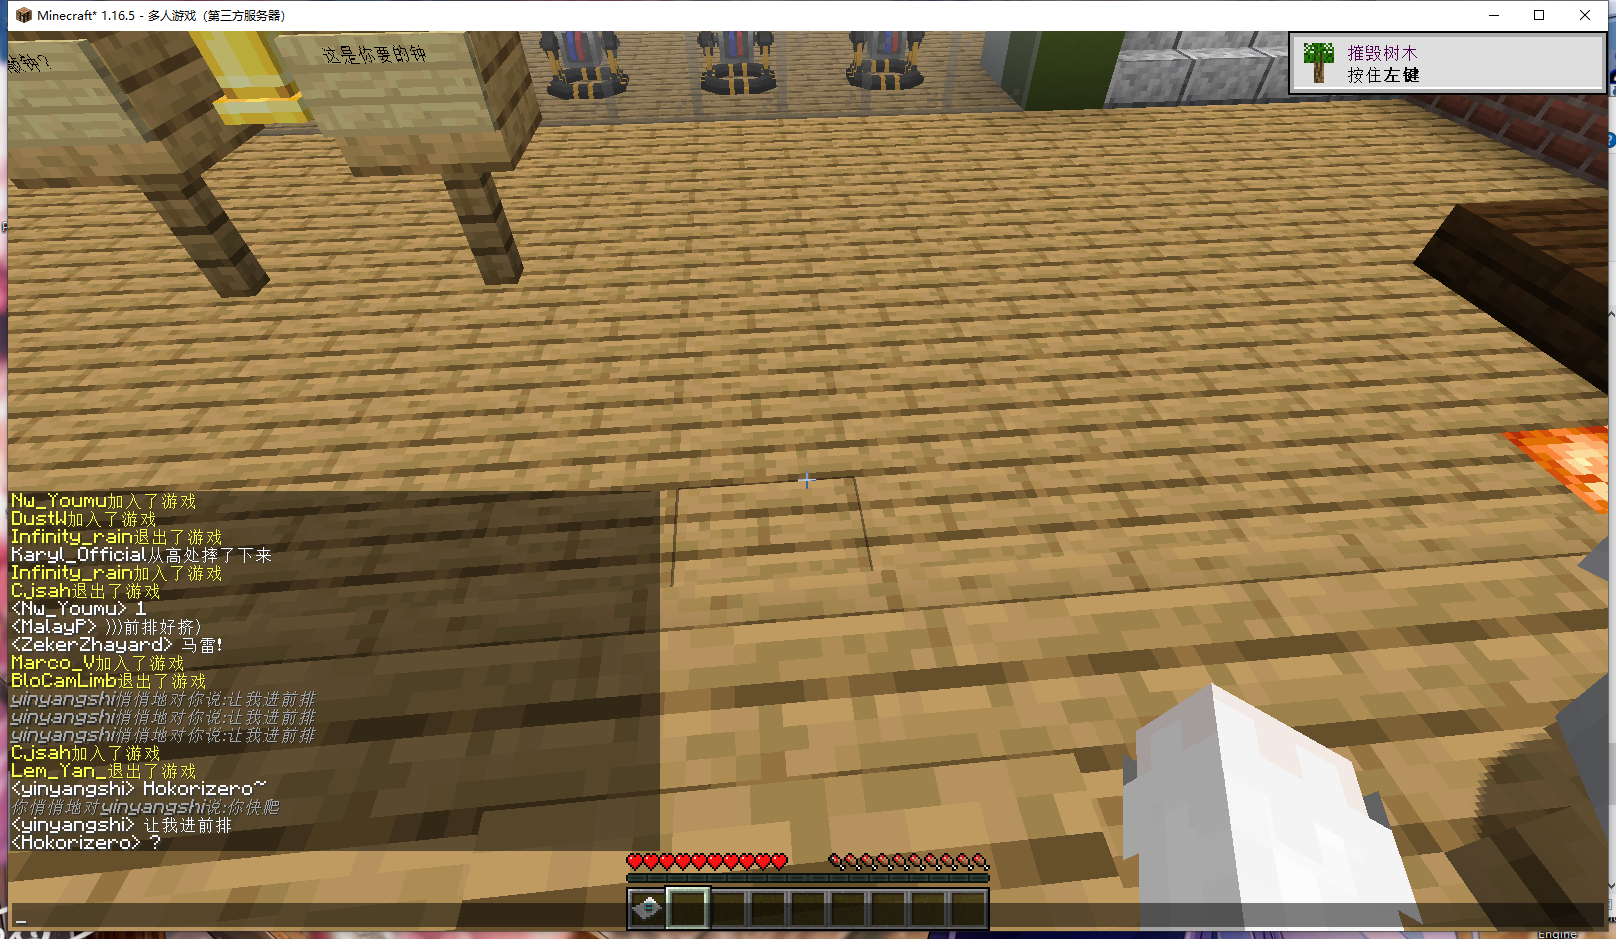 Minecraft* 1.16.5 - 多人游戏（第三方服务器）
敲钟?
这是你要的钟
摧毁树木
按住左键
Nw_Youmu加入了游戏
DustW加入了游戏
Infinity_rain退出了游戏
Karyl_Official从高处摔了下来
Infinity_rain加入了游戏
Cjsah退出了游戏
<Nw_Youmu> 1
<MalayP> )))前排好挤)
<ZekerZhayard> 马雷!
Marco_V加入了游戏
BloCamLimb退出了游戏
yinyangshi悄悄地对你说:让我进前排
yinyangshi悄悄地对你说:让我进前排
yinyangshi悄悄地对你说:让我进前排
Cjsah加入了游戏
Lem_Yan_退出了游戏
<yinyangshi> Hokorizero~
你悄悄地对yinyangshi说:你快爬
<yinyangshi> 让我进前排
<Hokorizero> ?
_
Engine